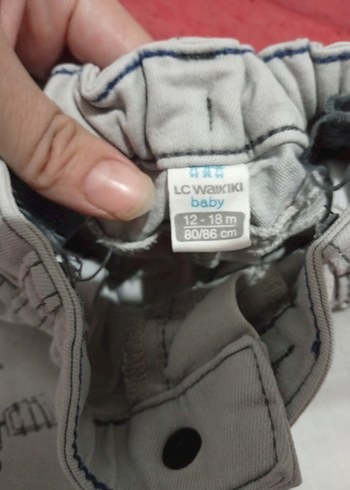 LC WAIKIKI
baby
12 - 18 m
80/86 cm